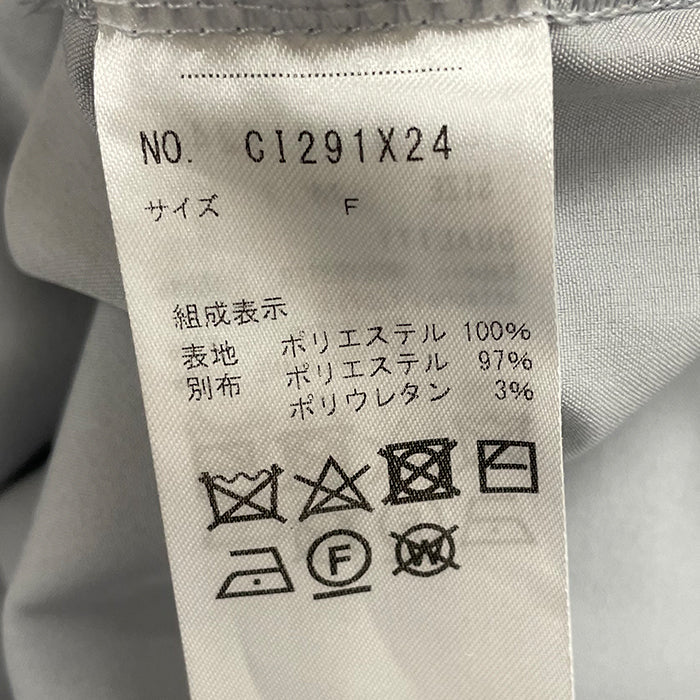 NO. CI291X24
サイズ F
組成表示
表地 ポリエステル 100%
別布 ポリエステル 97%
ポリウレタン 3%
F
W